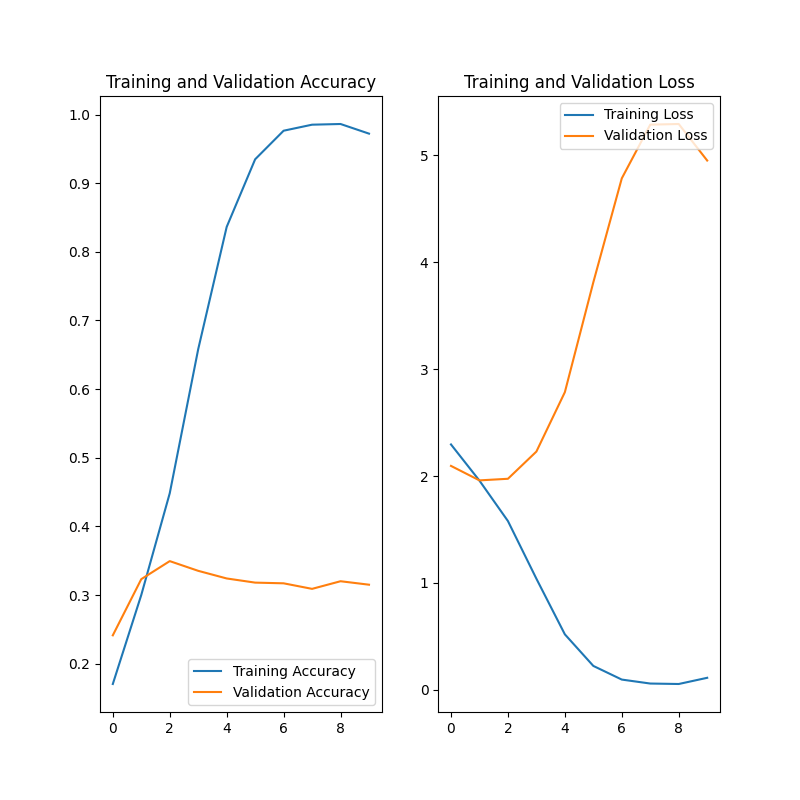 Training and Validation Accuracy
1.0
0.9
0.8
0.7
0.6
0.5
0.4
0.3
0.2
0 2 4 6 8
Training Accuracy
Validation Accuracy
Training and Validation Loss
5
4
3
2
1
0
0 2 4 6 8
Training Loss
Validation Loss